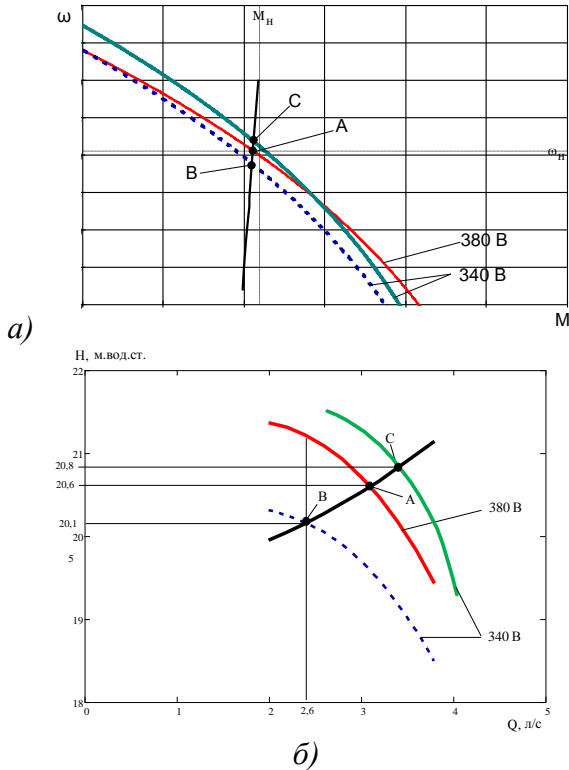 ω
Mн
C
A
B
ωн
380 В
340 В
M
а)
H, м.вод.ст.
22
21
20,8
20,6
20,1
20
5
19
18
C
A
B
380 В
340 В
0
1
2
2,6
3
4
5
Q, л/с
б)